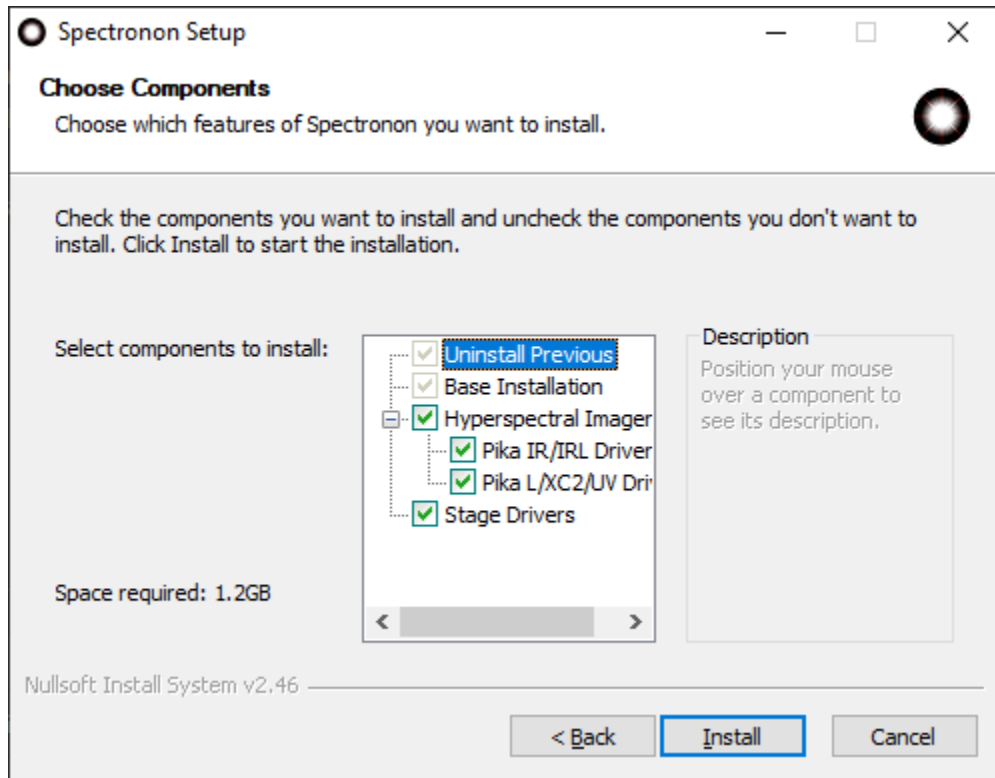 Spectronon Setup
Choose Components
Choose which features of Spectronon you want to install.
Check the components you want to install and uncheck the components you don't want to
install. Click Install to start the installation.
Select components to install:
Uninstall Previous
Base Installation
Hyperspectral Imager
Pika IR/IRL Driver
Pika L/XC2/UV Dri
Stage Drivers
Space required: 1.2GB
Description
Position your mouse
over a component to
see its description.
Nullsoft Install System v2.46
< Back
Install
Cancel